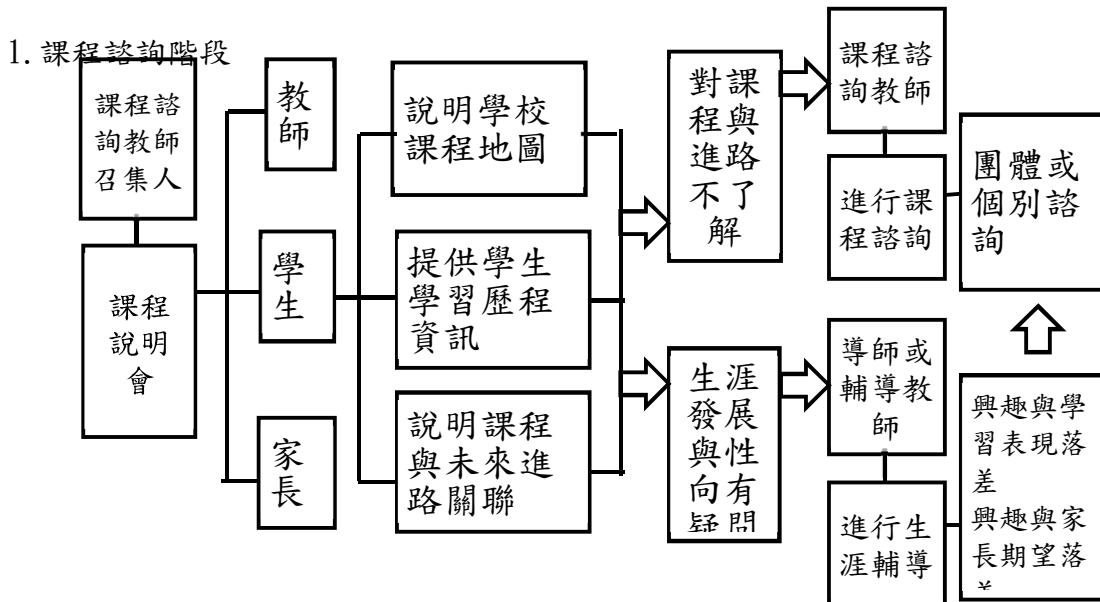 1. 課程諮詢階段
課程諮
詢教師
召集人
課程
說明
會
教
師
學
生
家
長
說明學校
課程地圖
提供學生
學習歷程
資訊
說明課程
與未來進
路關聯
對課
程與
進路
不了
解
生涯
發展
與性
向有
疑問
課程諮
詢教師
進行課
程諮詢
團體或
個別諮
詢
導師或
輔導教
師
進行生
涯輔導
興趣與學
習表現落
差
興趣與家
長期望落